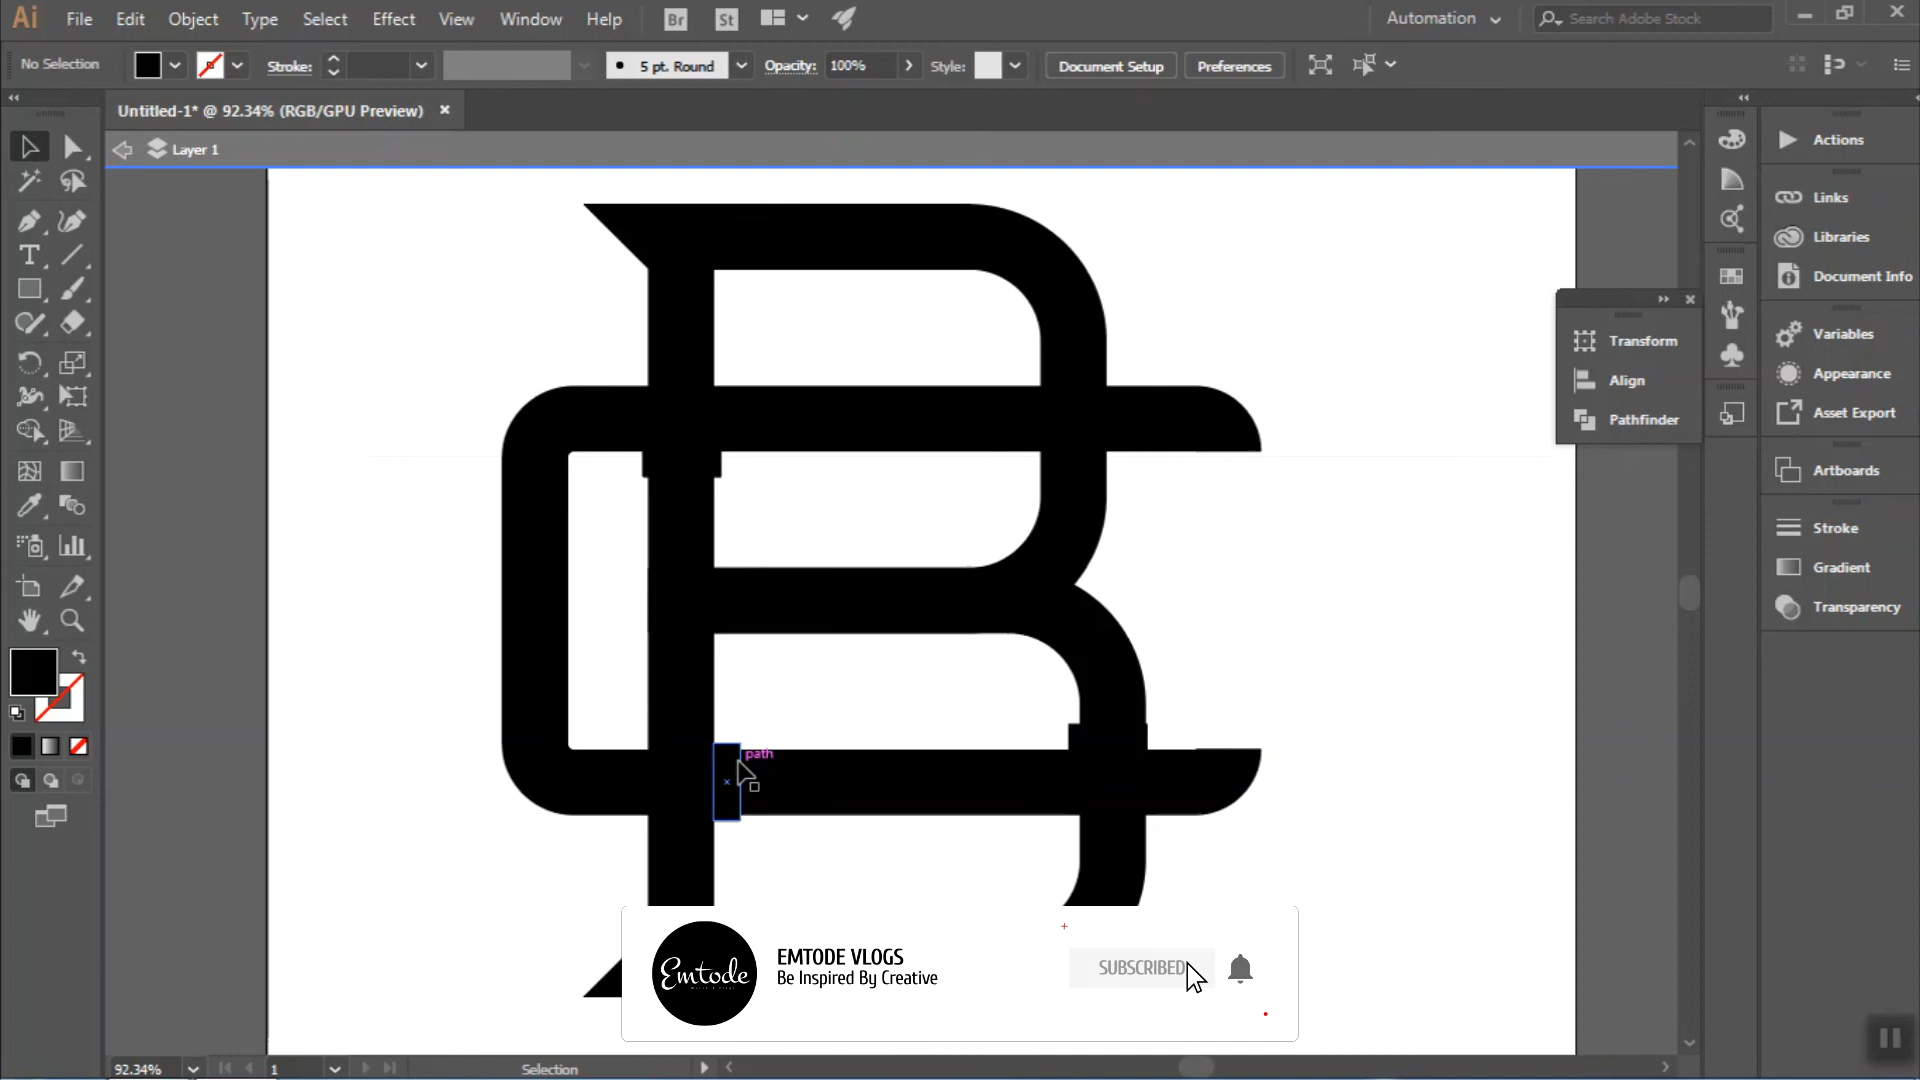 Ai File Edit Object Type Select Effect View Window Help Br St Automation Search Adobe Stock
No Selection Stroke: 5 pt. Round Opacity: 100% Style: Document Setup Preferences
Untitled-1* @ 92.34% (RGB/GPU Preview)
Layer 1
Actions
Links
Libraries
Document Info
Variables
Appearance
Asset Export
Artboards
Stroke
Gradient
Transparency
Transform
Align
Pathfinder
path
Emtode
EMTODE VLOGS
Be Inspired By Creative
SUBSCRIBED
92.34% 1 Selection